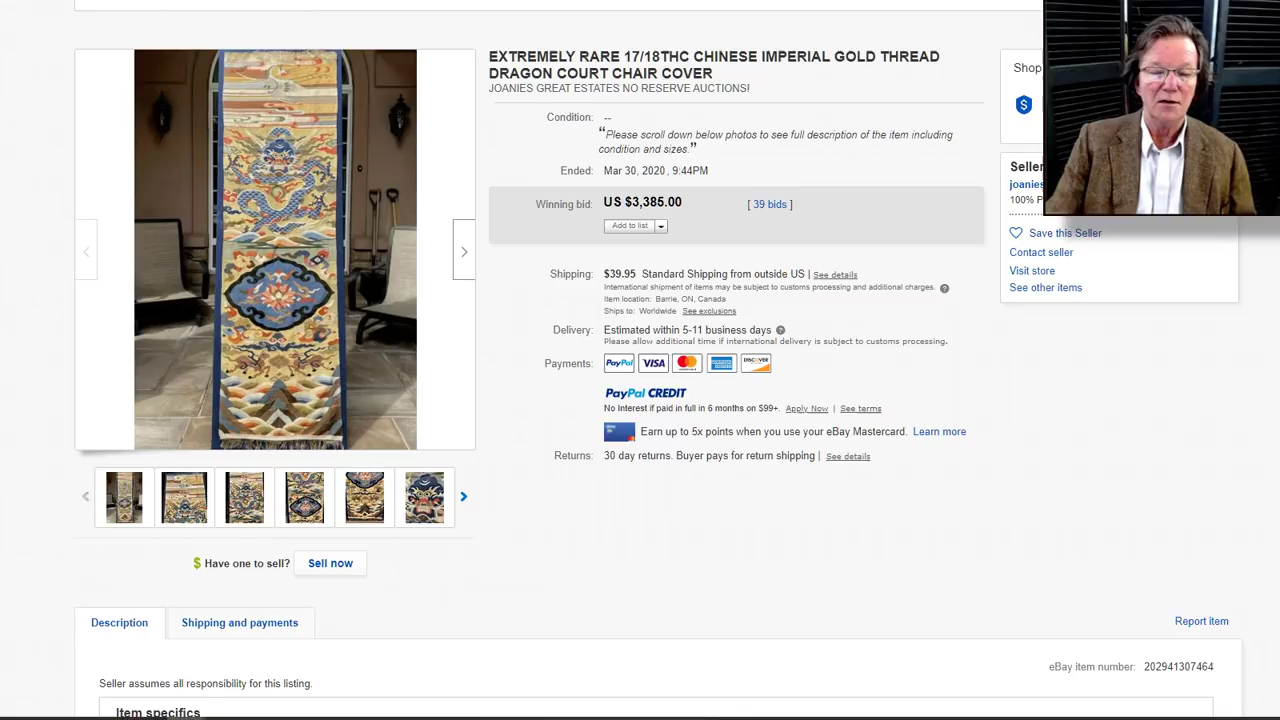 EXTREMELY RARE 17/18THC CHINESE IMPERIAL GOLD THREAD
DRAGON COURT CHAIR COVER
JOANIES GREAT ESTATES NO RESERVE AUCTIONS!
Condition: --
“Please scroll down below photos to see full description of the item including
condition and sizes.”
Ended: Mar 30, 2020 , 9:44PM
Winning bid: US $3,385.00 [ 39 bids ]
Add to list
Shipping: $39.95 Standard Shipping from outside US | See details
International shipment of items may be subject to customs processing and additional charges.
Item location: Barrie, ON, Canada
Ships to: Worldwide See exclusions
Delivery: Estimated within 5-11 business days
Please allow additional time if international delivery is subject to customs processing.
Payments: PayPal VISA MasterCard AMERICAN EXPRESS DISCOVER
PayPal CREDIT
No Interest if paid in full in 6 months on $99+. Apply Now | See terms
Earn up to 5x points when you use your eBay Mastercard. Learn more
Returns: 30 day returns. Buyer pays for return shipping | See details
Shop
$
Seller
joanies
100% P
Save this Seller
Contact seller
Visit store
See other items
$ Have one to sell? Sell now
Description
Shipping and payments
Report item
eBay item number: 202941307464
Seller assumes all responsibility for this listing.
Item specifics